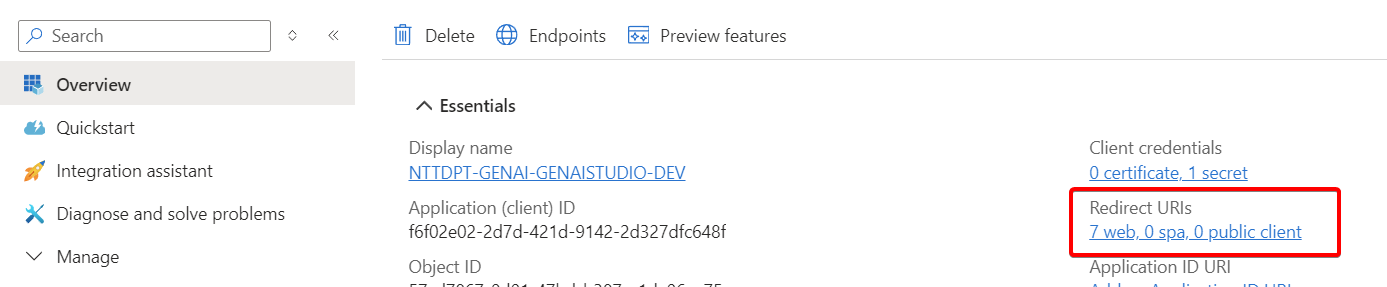 Search
Delete
Endpoints
Preview features
Overview
Quickstart
Integration assistant
Diagnose and solve problems
Manage
Essentials
Display name
NTTDPT-GENAI-GENAISTUDIO-DEV
Application (client) ID
f6f02e02-2d7d-421d-9142-2d327dfc648f
Object ID
Client credentials
0 certificate, 1 secret
Redirect URIs
7 web, 0 spa, 0 public client
Application ID URI